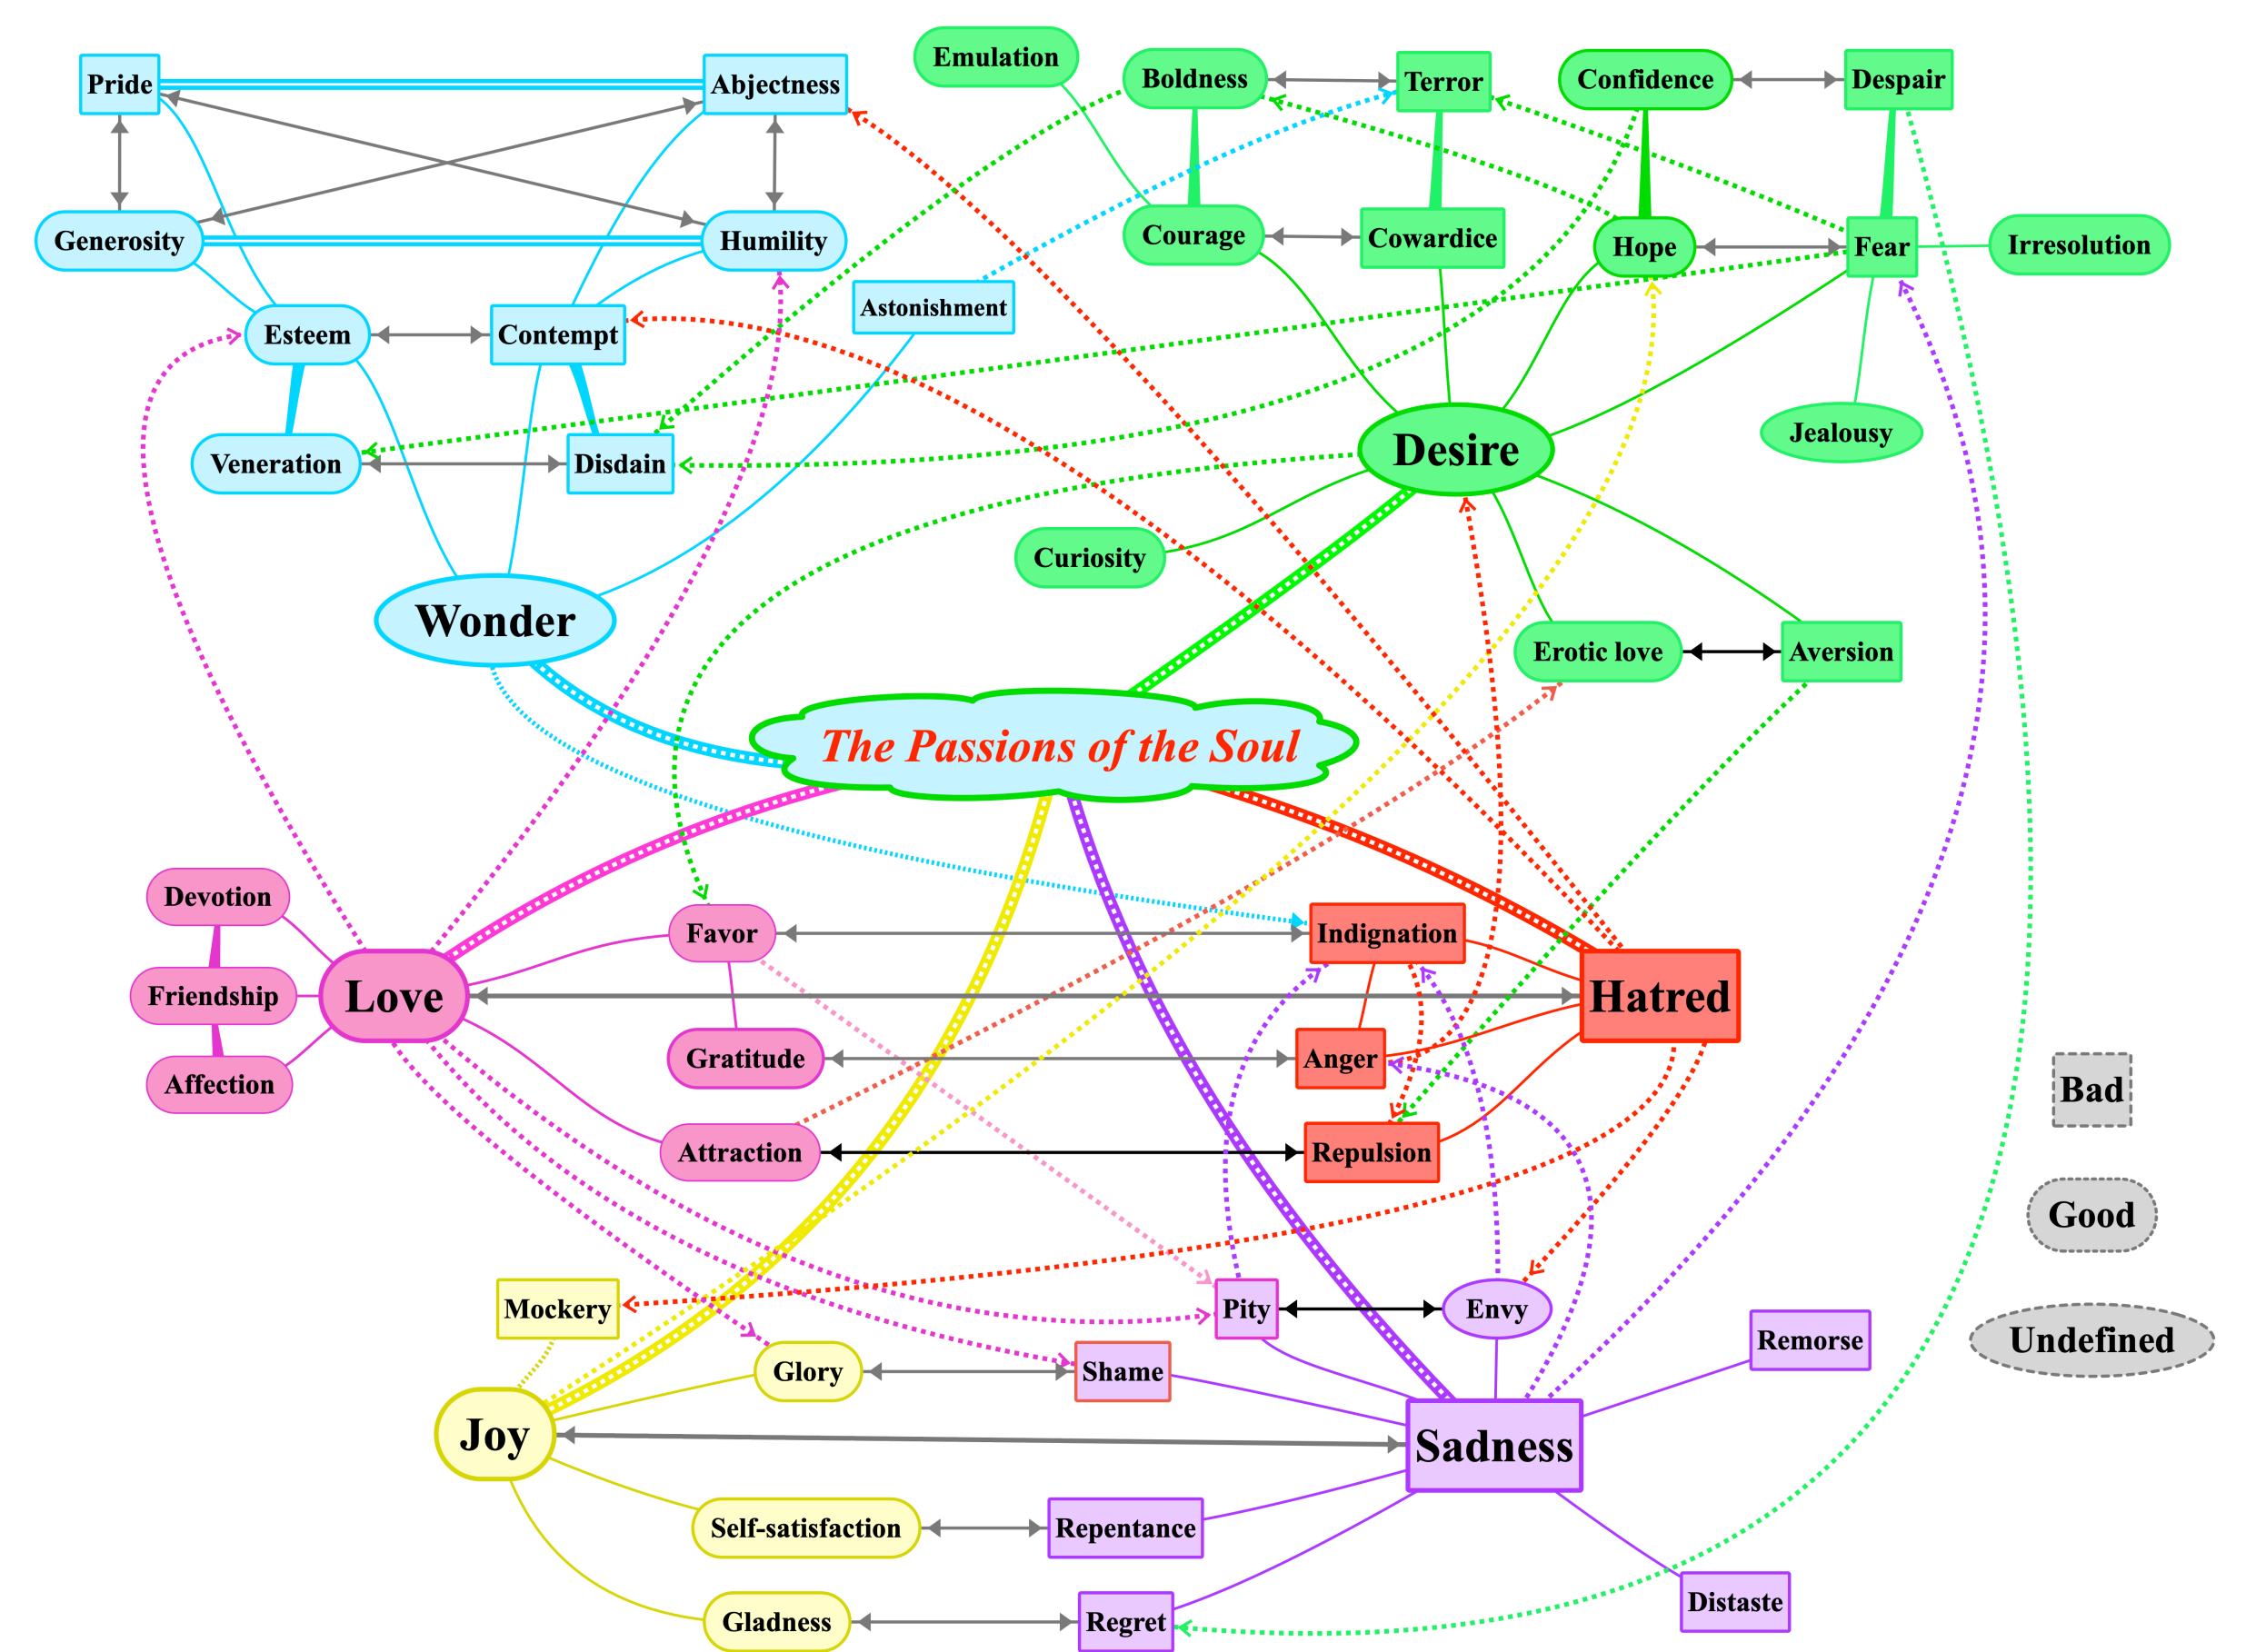 Emulation
Boldness
Terror
Confidence
Despair
Pride
Abjectness
Generosity
Humility
Courage
Cowardice
Hope
Fear
Irresolution
Astonishment
Esteem
Contempt
Jealousy
Desire
Veneration
Disdain
Curiosity
Wonder
Erotic love
Aversion
The Passions of the Soul
Devotion
Favor
Indignation
Friendship
Love
Hatred
Gratitude
Anger
Affection
Bad
Attraction
Repulsion
Good
Mockery
Pity
Envy
Undefined
Remorse
Glory
Shame
Joy
Sadness
Self-satisfaction
Repentance
Distaste
Gladness
Regret